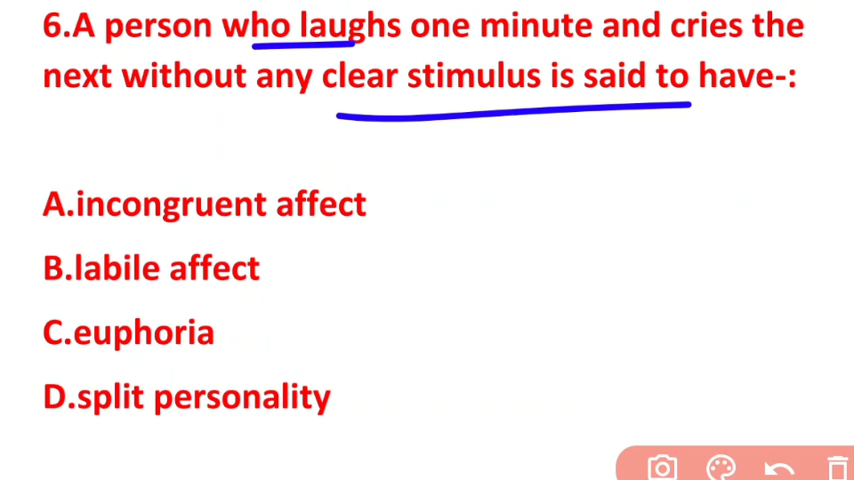 6.A person who laughs one minute and cries the
next without any clear stimulus is said to have-:
A.incongruent affect
B.labile affect
C.euphoria
D.split personality